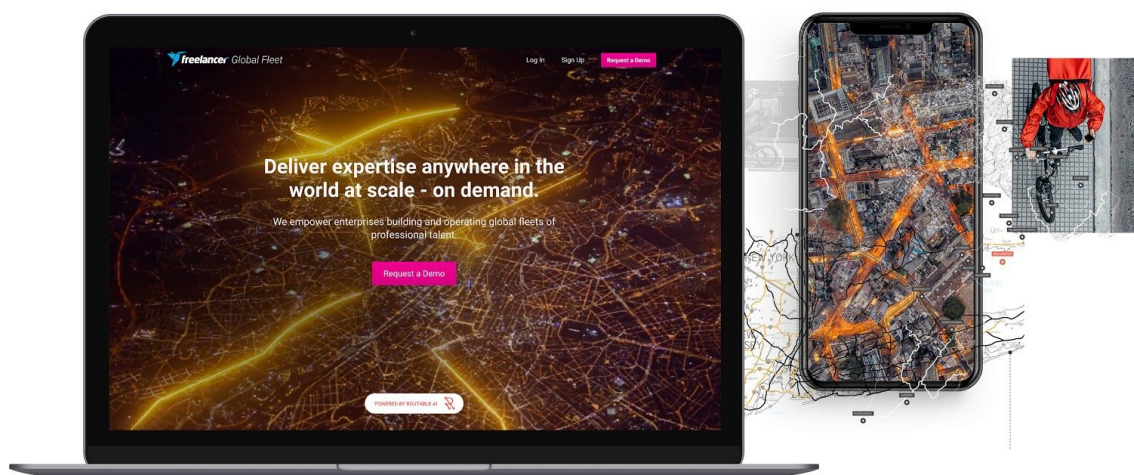 freelancer Global Fleet
Log In
Sign Up
Request a Demo
Deliver expertise anywhere in the
world at scale - on demand.
We empower enterprises building and operating global fleets of
professional talent.
Request a Demo
POWERED BY ROUTABLE AI
NEW YORK